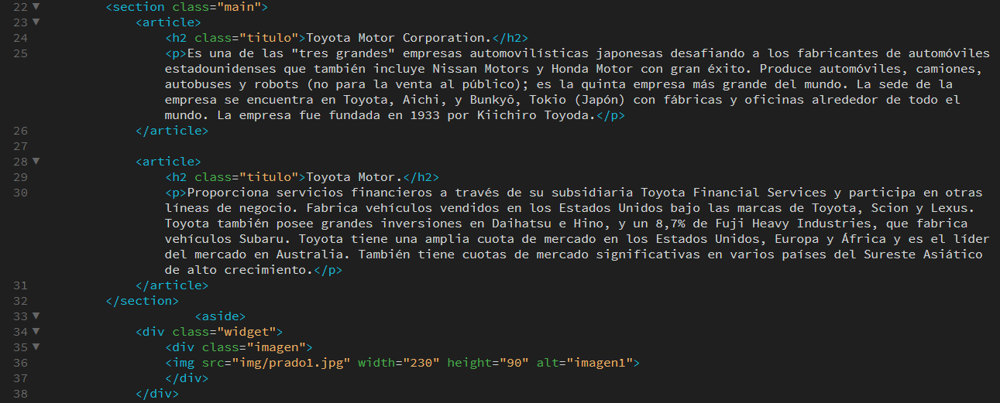 22 <section class="main">
23 <article>
24 <h2 class="titulo">Toyota Motor Corporation.</h2>
25 <p>Es una de las "tres grandes" empresas automovilísticas japonesas desafiando a los fabricantes de automóviles
estadounidenses que también incluye Nissan Motors y Honda Motor con gran éxito. Produce automóviles, camiones,
autobuses y robots (no para la venta al público); es la quinta empresa más grande del mundo. La sede de la
empresa se encuentra en Toyota, Aichi, y Bunkyō, Tokio (Japón) con fábricas y oficinas alrededor de todo el
mundo. La empresa fue fundada en 1933 por Kiichiro Toyoda.</p>
26 </article>
27
28 <article>
29 <h2 class="titulo">Toyota Motor.</h2>
30 <p>Proporciona servicios financieros a través de su subsidiaria Toyota Financial Services y participa en otras
líneas de negocio. Fabrica vehículos vendidos en los Estados Unidos bajo las marcas de Toyota, Scion y Lexus.
Toyota también posee grandes inversiones en Daihatsu e Hino, y un 8,7% de Fuji Heavy Industries, que fabrica
vehículos Subaru. Toyota tiene una amplia cuota de mercado en los Estados Unidos, Europa y África y es el líder
del mercado en Australia. También tiene cuotas de mercado significativas en varios países del Sureste Asiático
de alto crecimiento.</p>
31 </article>
32 </section>
33 <aside>
34 <div class="widget">
35 <div class="imagen">
36 <img src="img/prado1.jpg" width="230" height="90" alt="imagen1">
37 </div>
38 </div>